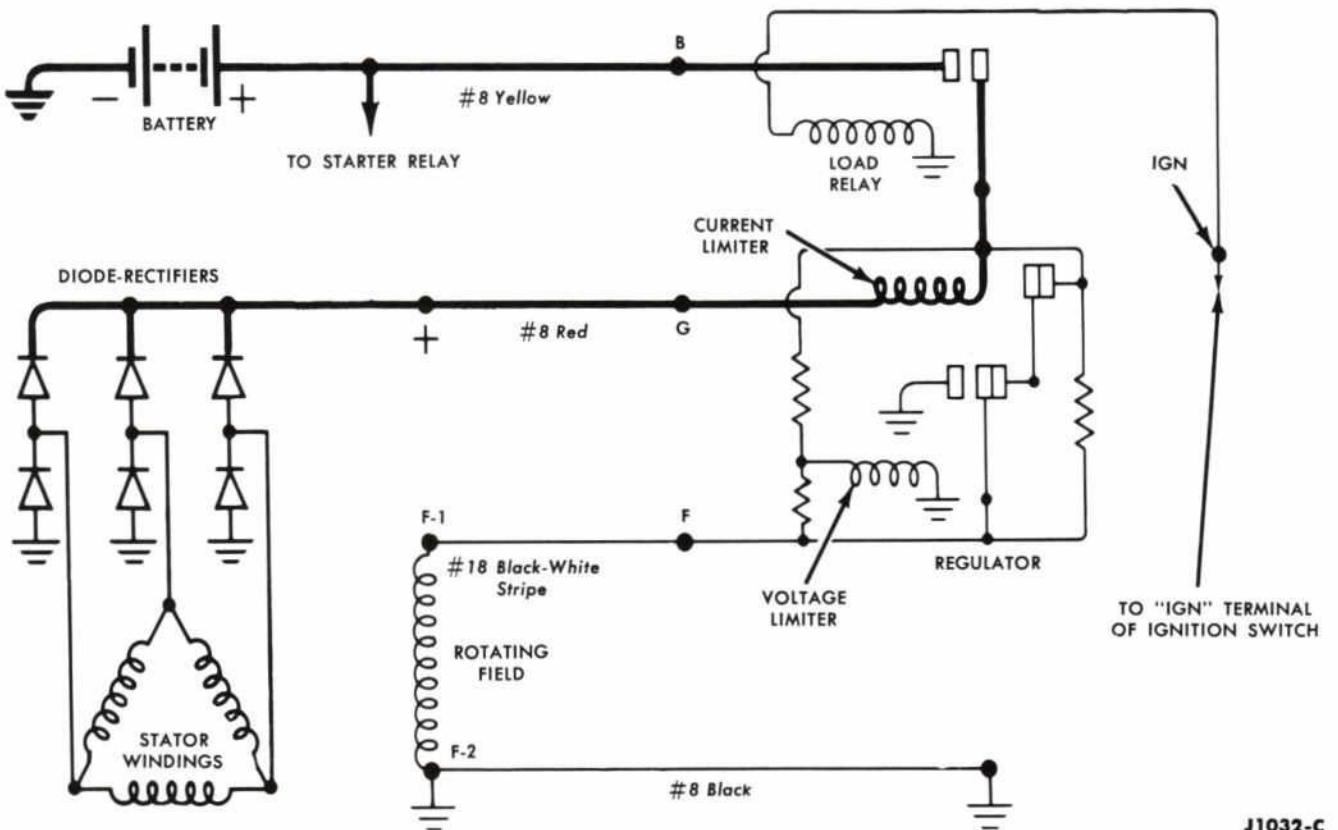 B
#8 Yellow
−
+
BATTERY
TO STARTER RELAY
LOAD
RELAY
IGN
CURRENT
LIMITER
DIODE-RECTIFIERS
+
#8 Red
G
F-1
F
#18 Black-White
Stripe
REGULATOR
VOLTAGE
LIMITER
TO "IGN" TERMINAL
OF IGNITION SWITCH
ROTATING
FIELD
STATOR
WINDINGS
F-2
#8 Black
J1032-C